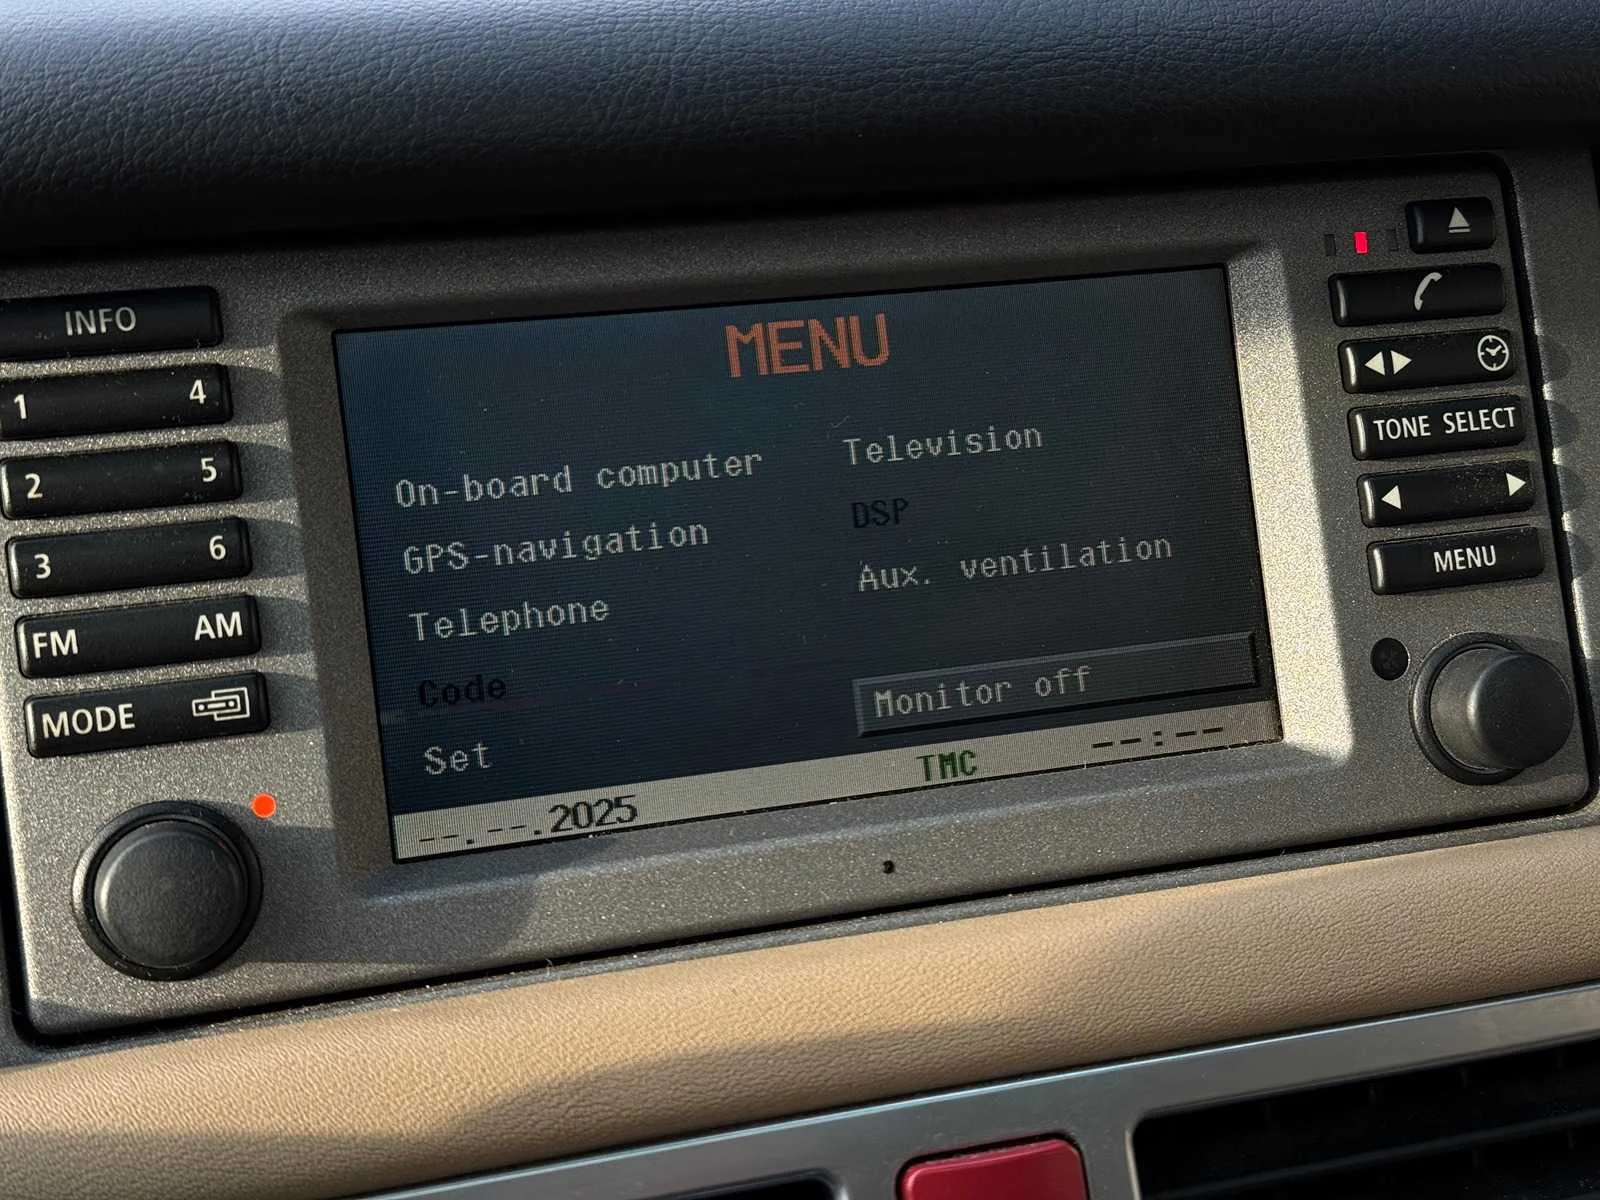 INFO
1 4
2 5
3 6
FM AM
MODE
MENU
On-board computer
GPS-navigation
Telephone
Code
Set
Television
DSP
Aux. ventilation
Monitor off
--.--.2025
TMC
--:--
TONE SELECT
MENU